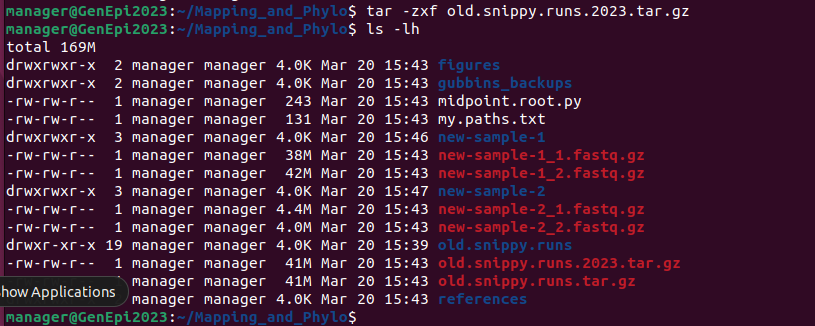 manager@GenEpi2023:~/Mapping_and_Phylo$ tar -zxf old.snippy.runs.2023.tar.gz
manager@GenEpi2023:~/Mapping_and_Phylo$ ls -lh
total 169M
drwxrwxr-x  2 manager manager 4.0K Mar 20 15:43 figures
drwxrwxr-x  2 manager manager 4.0K Mar 20 15:43 gubbins_backups
-rw-rw-r--  1 manager manager  243 Mar 20 15:43 midpoint.root.py
-rw-rw-r--  1 manager manager  131 Mar 20 15:43 my.paths.txt
drwxrwxr-x  3 manager manager 4.0K Mar 20 15:46 new-sample-1
-rw-rw-r--  1 manager manager  38M Mar 20 15:43 new-sample-1_1.fastq.gz
-rw-rw-r--  1 manager manager  42M Mar 20 15:43 new-sample-1_2.fastq.gz
drwxrwxr-x  3 manager manager 4.0K Mar 20 15:47 new-sample-2
-rw-rw-r--  1 manager manager 4.4M Mar 20 15:43 new-sample-2_1.fastq.gz
-rw-rw-r--  1 manager manager 4.0M Mar 20 15:43 new-sample-2_2.fastq.gz
drwxr-xr-x 19 manager manager 4.0K Mar 20 15:39 old.snippy.runs
-rw-rw-r--  1 manager manager  41M Mar 20 15:43 old.snippy.runs.2023.tar.gz
manager manager  41M Mar 20 15:43 old.snippy.runs.tar.gz
how Applications
manager manager 4.0K Mar 20 15:43 references
manager@GenEpi2023:~/Mapping_and_Phylo$